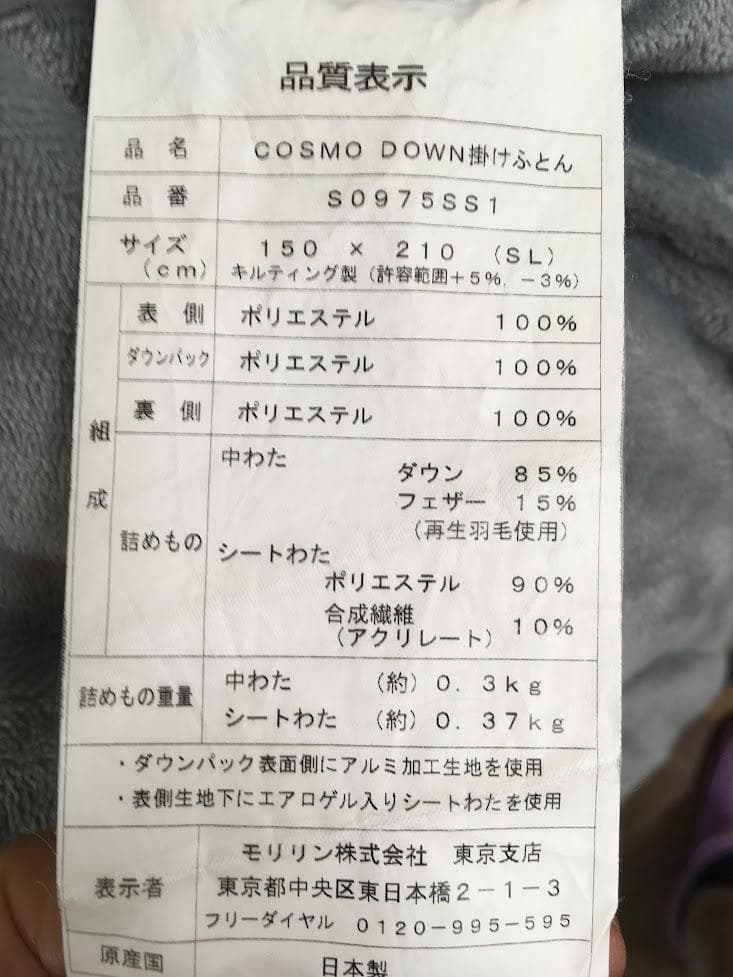 品質表示
品 名 COSMO DOWN掛けふとん
品 番 S0975SS1
サイズ 150 × 210 (SL)
(cm) キルティング製(許容範囲+5%, -3%)
組成
表 側 ポリエステル 100%
ダウンパック ポリエステル 100%
裏 側 ポリエステル 100%
詰めもの
中わた
ダウン 85%
フェザー 15%
(再生羽毛使用)
シートわた
ポリエステル 90%
合成繊維
(アクリレート) 10%
詰めもの重量
中わた (約) 0. 3kg
シートわた (約) 0. 37kg
・ダウンパック表面側にアルミ加工生地を使用
・表側生地下にエアロゲル入りシートわたを使用
表示者
モリリン株式会社 東京支店
東京都中央区東日本橋2-1-3
フリーダイヤル 0120-995-595
原産国 日本製